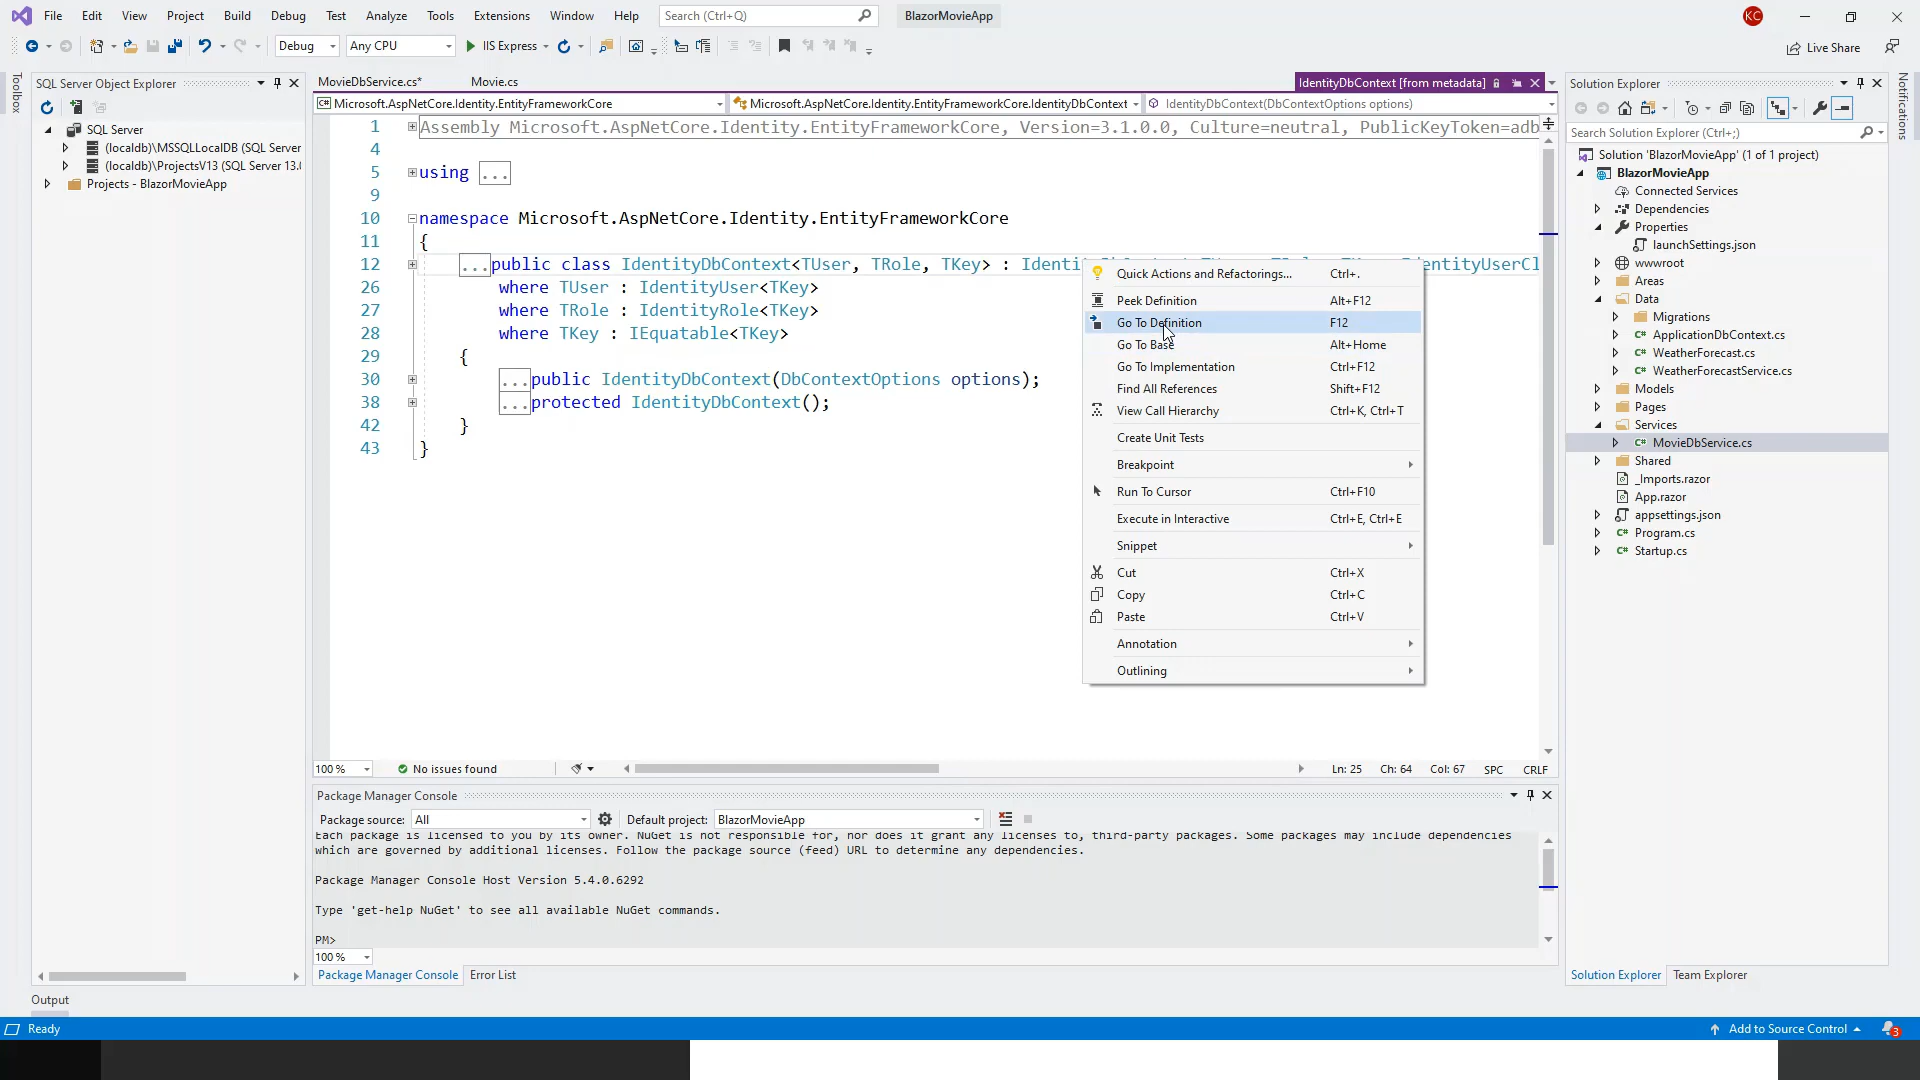 File Edit View Project Build Debug Test Analyze Tools Extensions Window Help Search (Ctrl+Q) BlazorMovieApp KC
Debug Any CPU IIS Express Live Share
Toolbox
SQL Server Object Explorer
SQL Server
(localdb)\MSSQLLocalDB (SQL Server
(localdb)\ProjectsV13 (SQL Server 13.
Projects - BlazorMovieApp
MovieDbService.cs* Movie.cs IdentityDbContext [from metadata]
Microsoft.AspNetCore.Identity.EntityFrameworkCore Microsoft.AspNetCore.Identity.EntityFrameworkCore.IdentityDbContext IdentityDbContext(DbContextOptions options)
1 Assembly Microsoft.AspNetCore.Identity.EntityFrameworkCore, Version=3.1.0.0, Culture=neutral, PublicKeyToken=adb
4
5 using ...
9
10 namespace Microsoft.AspNetCore.Identity.EntityFrameworkCore
11 {
12 ...public class IdentityDbContext<TUser, TRole, TKey> : IdentityUserCl
26 where TUser : IdentityUser<TKey>
27 where TRole : IdentityRole<TKey>
28 where TKey : IEquatable<TKey>
29 {
30 ...public IdentityDbContext(DbContextOptions options);
38 ...protected IdentityDbContext();
42 }
43 }
Quick Actions and Refactorings... Ctrl+.
Peek Definition Alt+F12
Go To Definition F12
Go To Base Alt+Home
Go To Implementation Ctrl+F12
Find All References Shift+F12
View Call Hierarchy Ctrl+K, Ctrl+T
Create Unit Tests
Breakpoint
Run To Cursor Ctrl+F10
Execute in Interactive Ctrl+E, Ctrl+E
Snippet
Cut Ctrl+X
Copy Ctrl+C
Paste Ctrl+V
Annotation
Outlining
100 % No issues found Ln: 25 Ch: 64 Col: 67 SPC CRLF
Package Manager Console
Package source: All Default project: BlazorMovieApp
Each package is licensed to you by its owner. NuGet is not responsible for, nor does it grant any licenses to, third-party packages. Some packages may include dependencies
which are governed by additional licenses. Follow the package source (feed) URL to determine any dependencies.
Package Manager Console Host Version 5.4.0.6292
Type 'get-help NuGet' to see all available NuGet commands.
PM>
100 %
Package Manager Console Error List
Solution Explorer
Search Solution Explorer (Ctrl+;)
Solution 'BlazorMovieApp' (1 of 1 project)
BlazorMovieApp
Connected Services
Dependencies
Properties
launchSettings.json
wwwroot
Areas
Data
Migrations
ApplicationDbContext.cs
WeatherForecast.cs
WeatherForecastService.cs
Models
Pages
Services
MovieDbService.cs
Shared
_Imports.razor
App.razor
appsettings.json
Program.cs
Startup.cs
Solution Explorer Team Explorer
Notifications
Output
Ready Add to Source Control 3